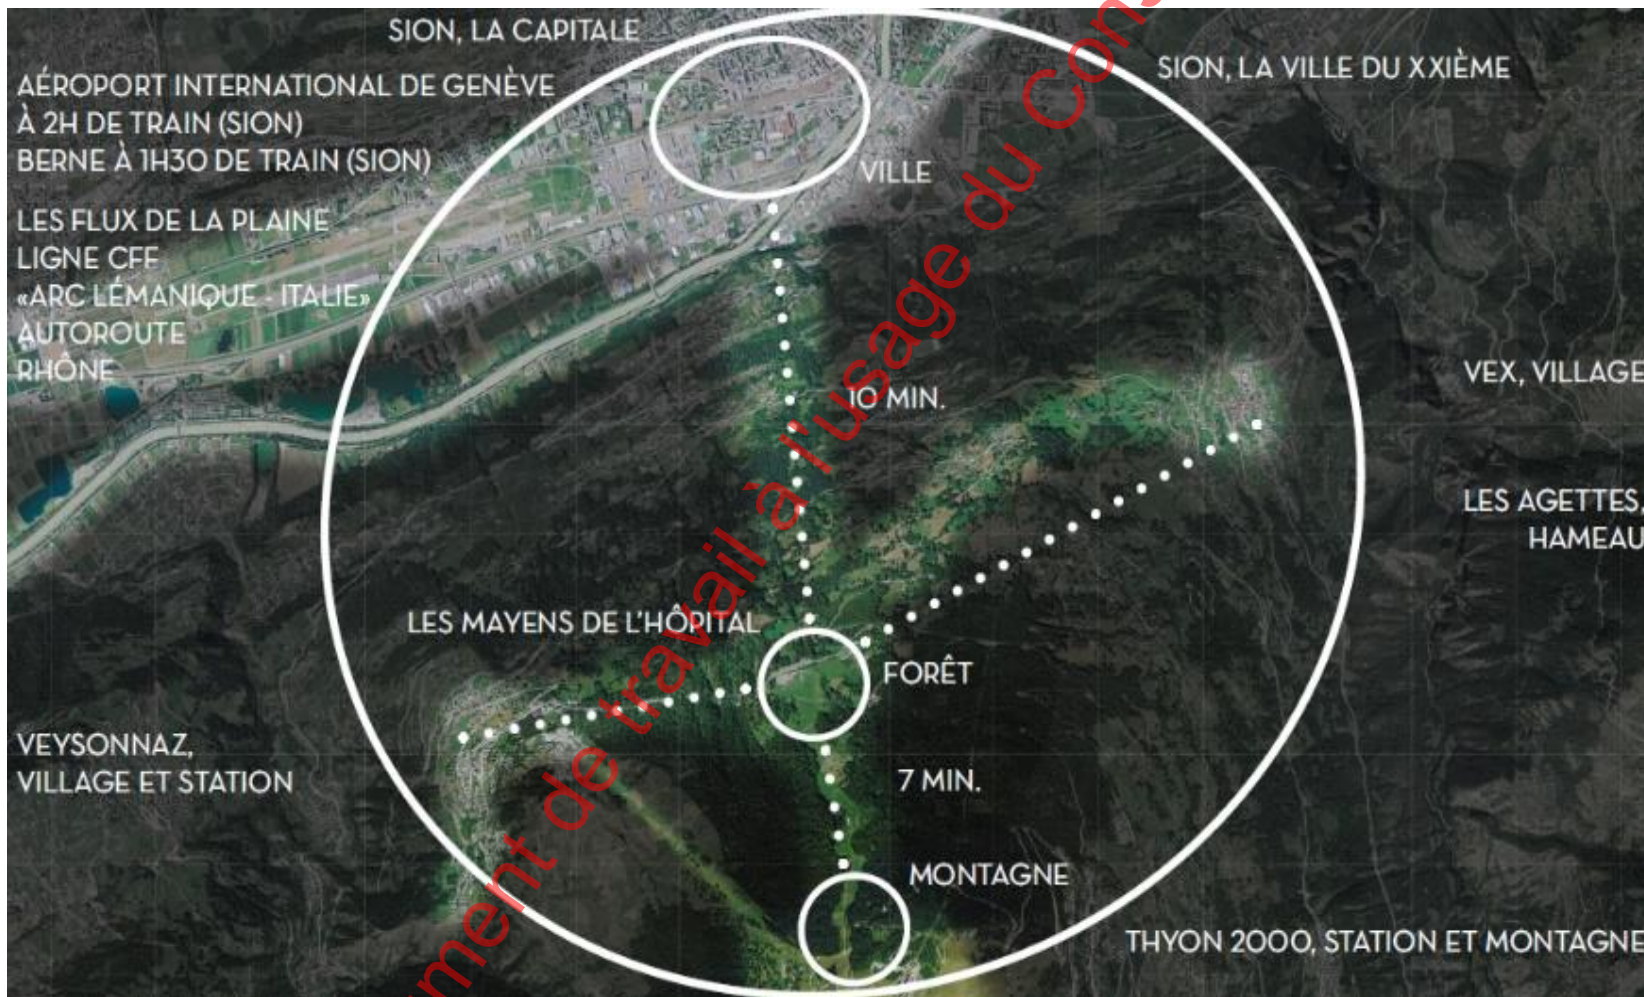 SION, LA CAPITALE
SION, LA VILLE DU XXIÈME
AÉROPORT INTERNATIONAL DE GENÈVE
À 2H DE TRAIN (SION)
BERNE À 1H30 DE TRAIN (SION)
VILLE
LES FLUX DE LA PLAINE
LIGNE CFF
«ARC LÉMANIQUE - ITALIE»
AUTOROUTE
RHÔNE
VEX, VILLAGE
10 MIN.
LES AGETTES,
HAMEAU
LES MAYENS DE L'HÔPITAL
FORÊT
VEYSONNAZ,
VILLAGE ET STATION
7 MIN.
MONTAGNE
THYON 2000, STATION ET MONTAGNE
ument de travail à l'usage du Cons